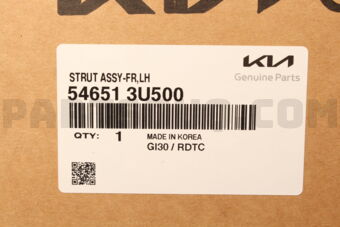 KIA
Genuine Parts
STRUT ASSY-FR,LH
54651 3U500
QTY: 1
MADE IN KOREA
GI30 / RDTC